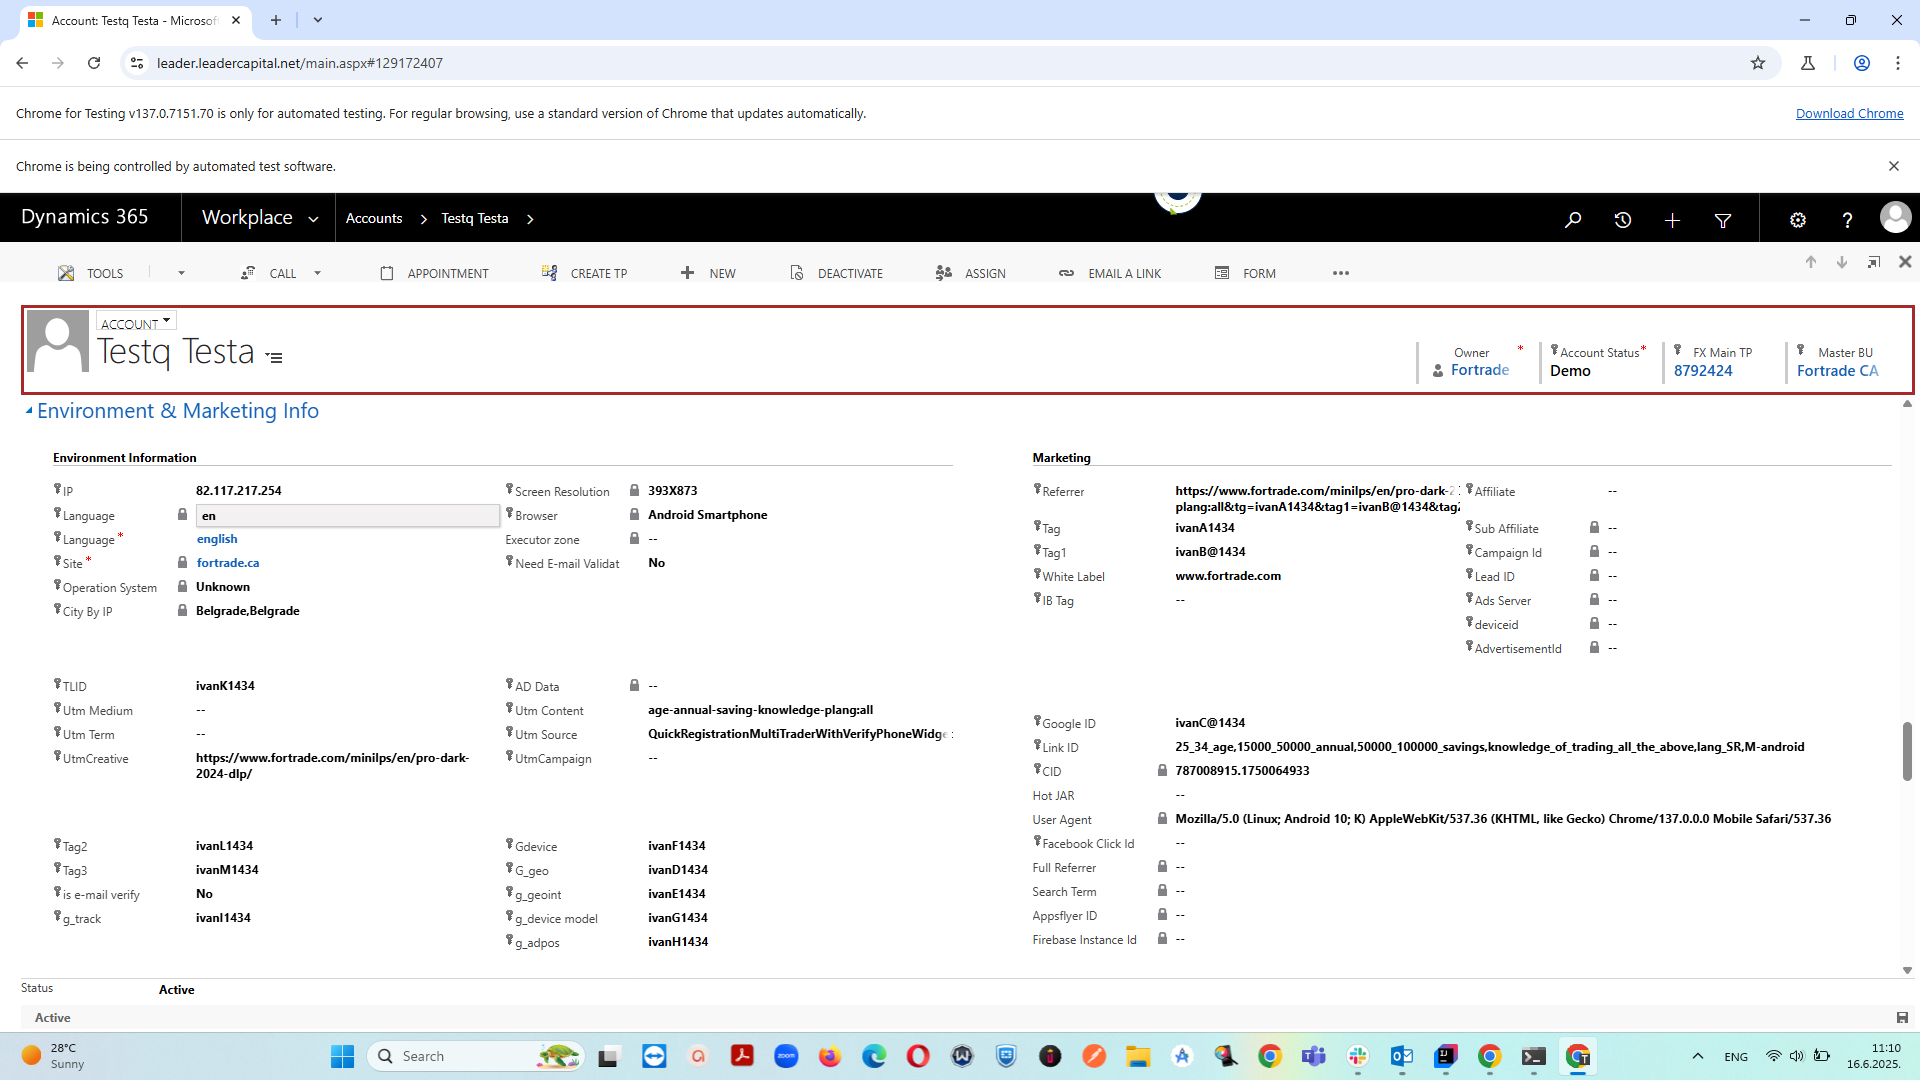 Account: Testq Testa - Microsof
leader.leadercapital.net/main.aspx#129172407
Chrome for Testing v137.0.7151.70 is only for automated testing. For regular browsing, use a standard version of Chrome that updates automatically.
Download Chrome
Chrome is being controlled by automated test software.
Dynamics 365
Workplace
Accounts
Testq Testa
TOOLS
CALL
APPOINTMENT
CREATE TP
NEW
DEACTIVATE
ASSIGN
EMAIL A LINK
FORM
ACCOUNT
Testq Testa
Owner *
Fortrade
Account Status *
Demo
FX Main TP
8792424
Master BU
Fortrade CA
Environment & Marketing Info
Environment Information
IP 82.117.217.254
Language en
Language * english
Site * fortrade.ca
Operation System Unknown
City By IP Belgrade,Belgrade
Screen Resolution 393X873
Browser Android Smartphone
Executor zone --
Need E-mail Validat No
TLID ivanK1434
Utm Medium --
Utm Term --
UtmCreative https://www.fortrade.com/minilps/en/pro-dark-
2024-dlp/
AD Data --
Utm Content age-annual-saving-knowledge-plang:all
Utm Source QuickRegistrationMultiTraderWithVerifyPhoneWidge
UtmCampaign --
Tag2 ivanL1434
Tag3 ivanM1434
is e-mail verify No
g_track ivanI1434
Gdevice ivanF1434
G_geo ivanD1434
g_geoint ivanE1434
g_device model ivanG1434
g_adpos ivanH1434
Marketing
Referrer https://www.fortrade.com/minilps/en/pro-dark-2
plang:all&tg=ivanA1434&tag1=ivanB@1434&tag2
Tag ivanA1434
Tag1 ivanB@1434
White Label www.fortrade.com
IB Tag --
Affiliate --
Sub Affiliate --
Campaign Id --
Lead ID --
Ads Server --
deviceid --
AdvertisementId --
Google ID ivanC@1434
Link ID 25_34_age,15000_50000_annual,50000_100000_savings,knowledge_of_trading_all_the_above,lang_SR,M-android
CID 787008915.1750064933
Hot JAR --
User Agent Mozilla/5.0 (Linux; Android 10; K) AppleWebKit/537.36 (KHTML, like Gecko) Chrome/137.0.0.0 Mobile Safari/537.36
Facebook Click Id --
Full Referrer --
Search Term --
Appsflyer ID --
Firebase Instance Id --
Status Active
Active
28°C
Sunny
Search
zoom
ENG
11:10
16.6.2025.